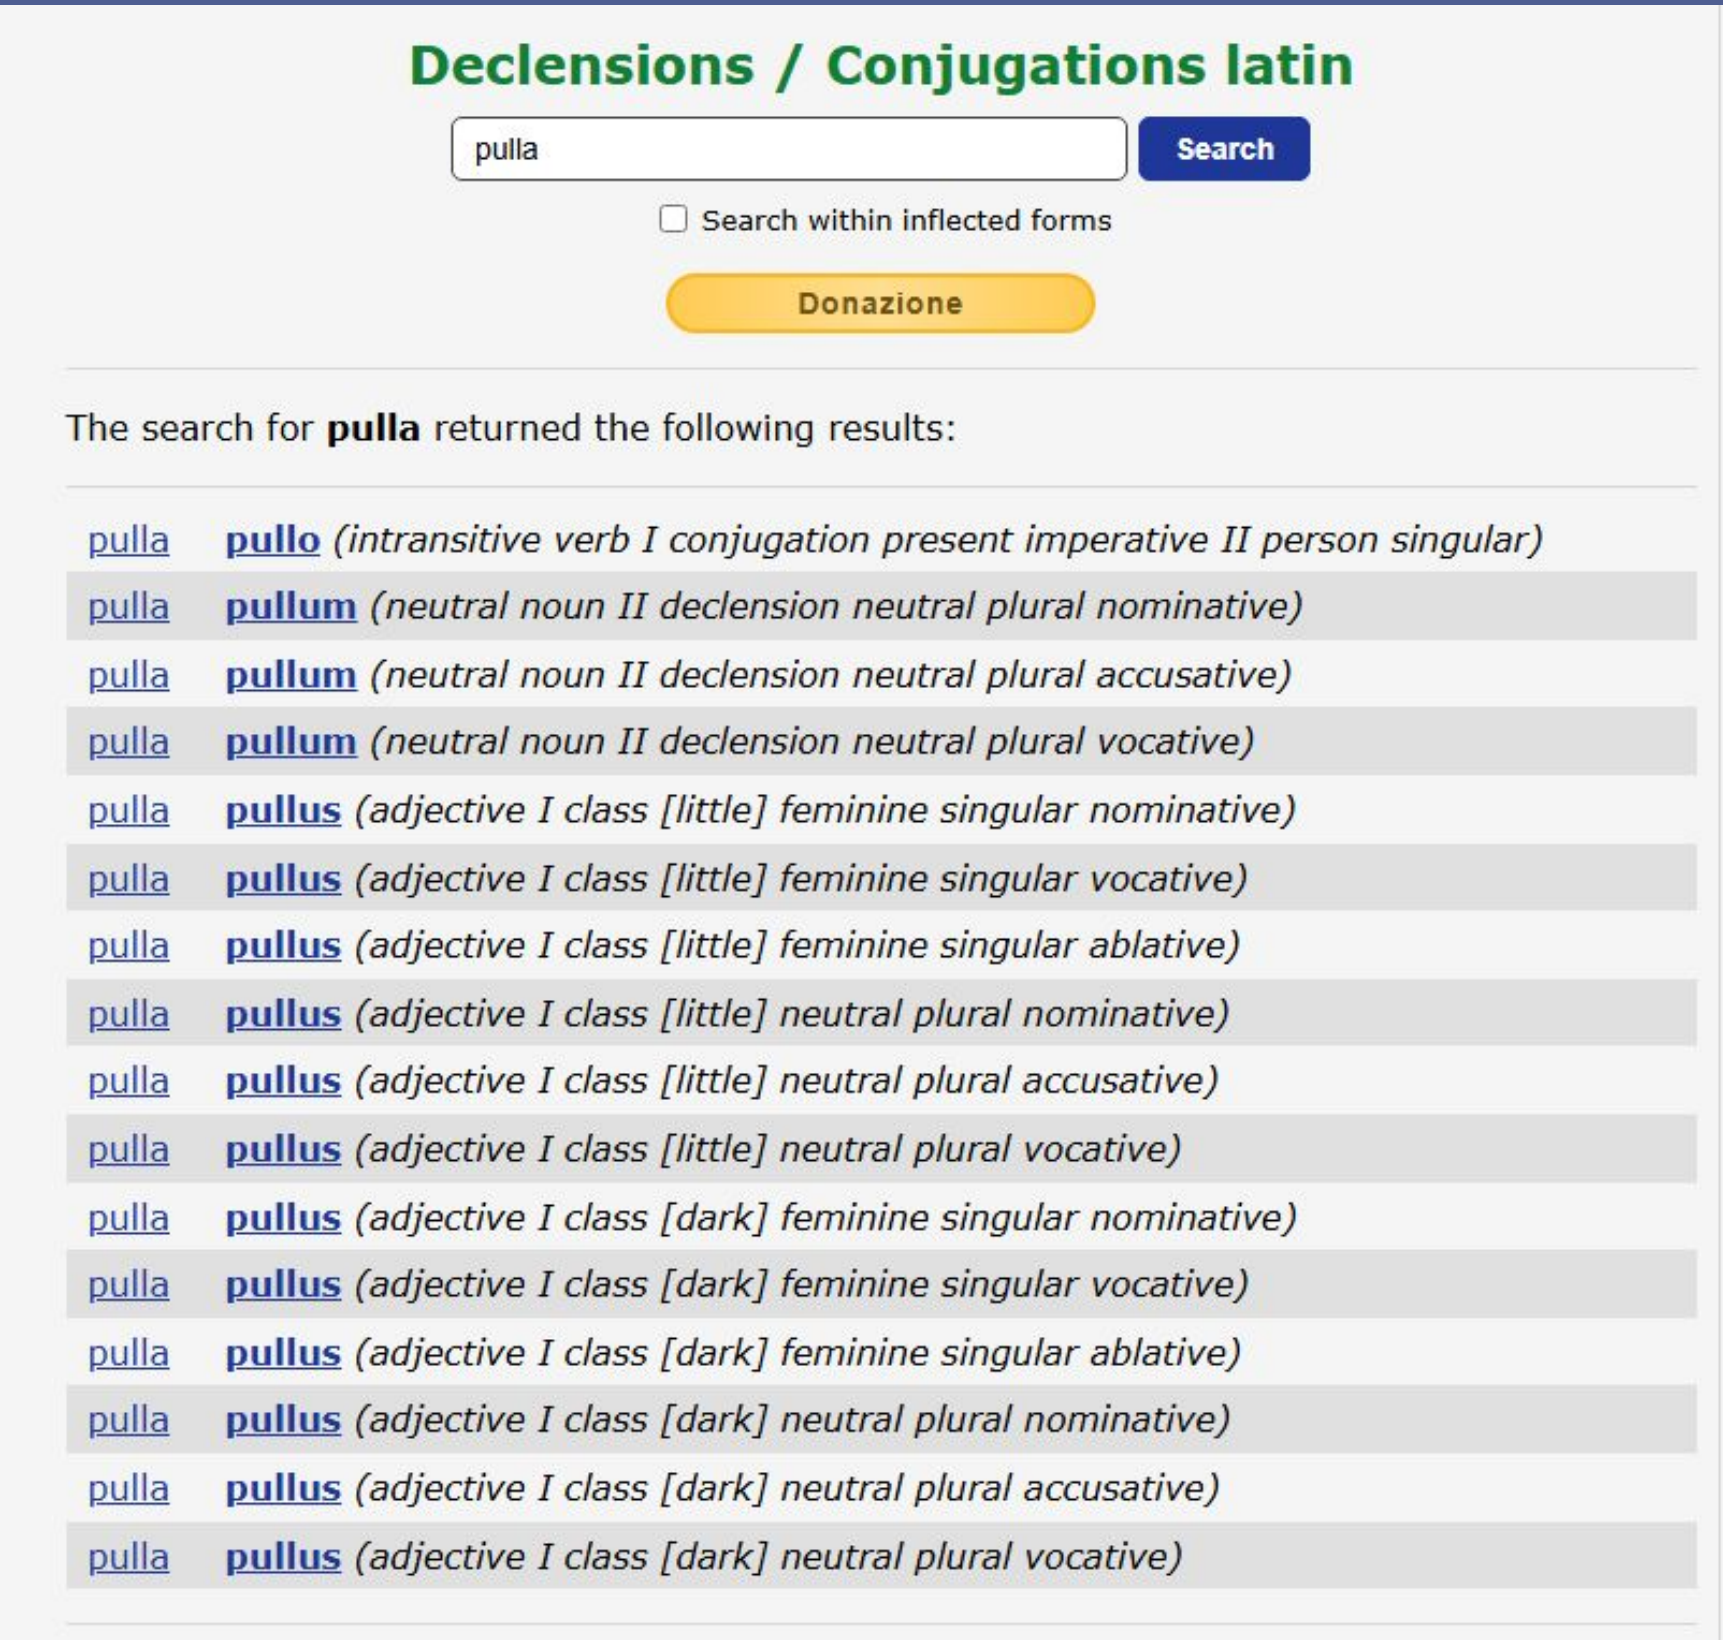 Declensions / Conjugations latin
pulla Search
Search within inflected forms
Donazione
The search for pulla returned the following results:
pulla pullo (intransitive verb I conjugation present imperative II person singular)
pulla pullum (neutral noun II declension neutral plural nominative)
pulla pullum (neutral noun II declension neutral plural accusative)
pulla pullum (neutral noun II declension neutral plural vocative)
pulla pullus (adjective I class [little] feminine singular nominative)
pulla pullus (adjective I class [little] feminine singular vocative)
pulla pullus (adjective I class [little] feminine singular ablative)
pulla pullus (adjective I class [little] neutral plural nominative)
pulla pullus (adjective I class [little] neutral plural accusative)
pulla pullus (adjective I class [little] neutral plural vocative)
pulla pullus (adjective I class [dark] feminine singular nominative)
pulla pullus (adjective I class [dark] feminine singular vocative)
pulla pullus (adjective I class [dark] feminine singular ablative)
pulla pullus (adjective I class [dark] neutral plural nominative)
pulla pullus (adjective I class [dark] neutral plural accusative)
pulla pullus (adjective I class [dark] neutral plural vocative)